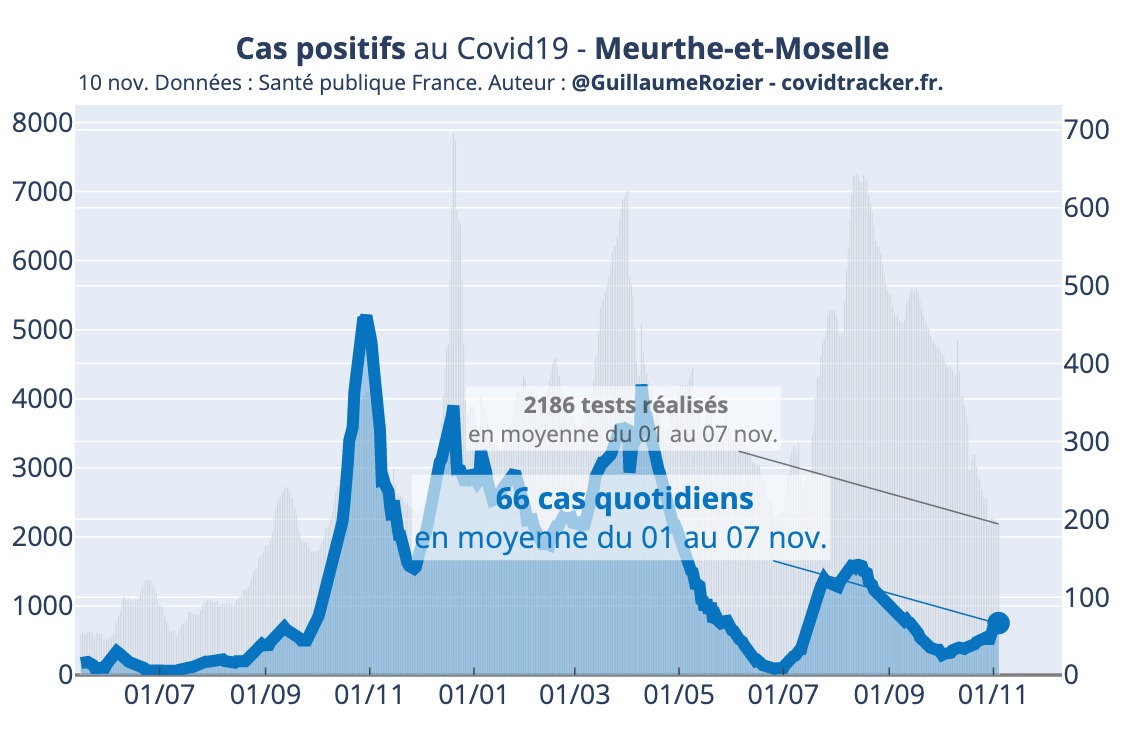 Cas positifs au Covid19 - Meurthe-et-Moselle
10 nov. Données : Santé publique France. Auteur : @GuillaumeRozier - covidtracker.fr.
8000
7000
6000
5000
4000
3000
2000
1000
0
700
600
500
400
300
200
100
0
2186 tests réalisés
en moyenne du 01 au 07 nov.
66 cas quotidiens
en moyenne du 01 au 07 nov.
01/07 01/09 01/11 01/01 01/03 01/05 01/07 01/09 01/11